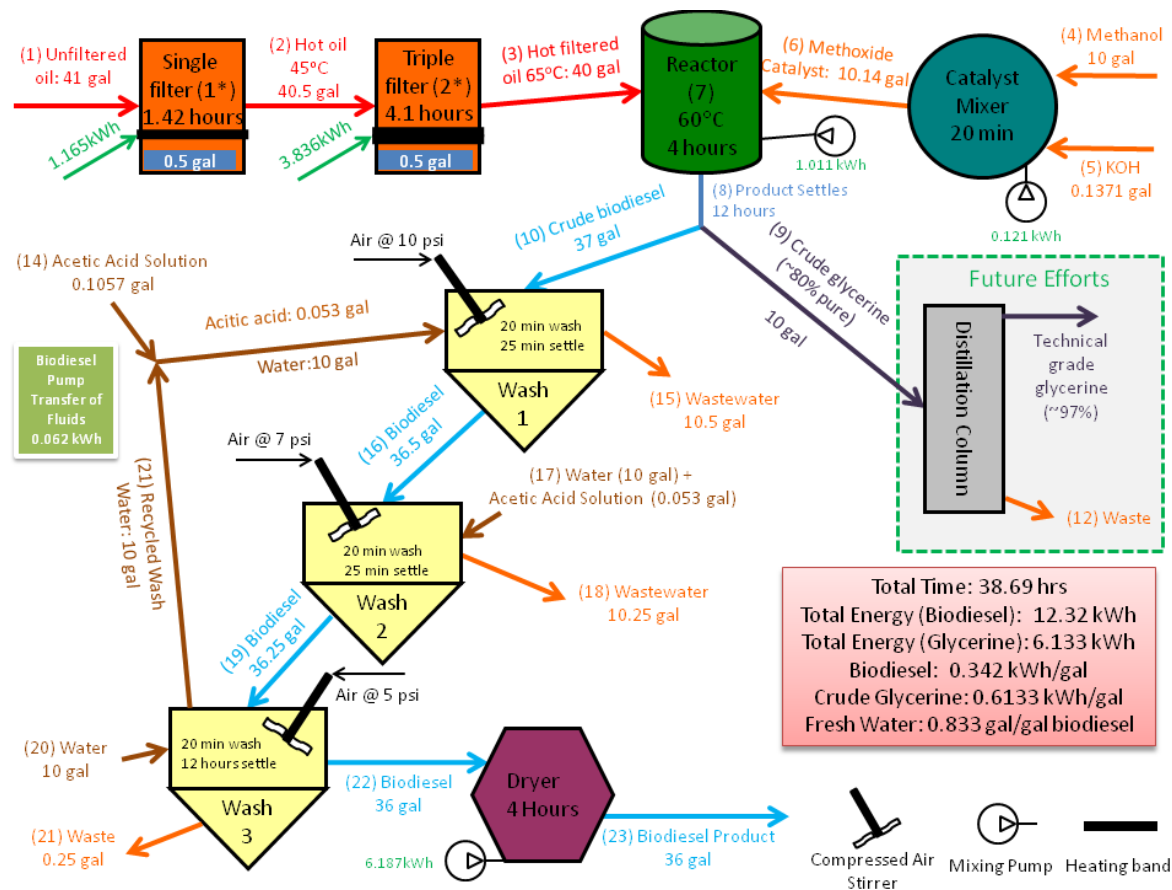 (1) Unfiltered
oil: 41 gal
1.165kWh
Single
filter (1*)
1.42 hours
0.5 gal
(2) Hot oil
45°C
40.5 gal
3.836kWh
Triple
filter (2*)
4.1 hours
0.5 gal
(3) Hot filtered
oil 65°C: 40 gal
Reactor
(7)
60°C
4 hours
1.011 kWh
(6) Methoxide
Catalyst: 10.14 gal
Catalyst
Mixer
20 min
(4) Methanol
10 gal
(5) KOH
0.1371 gal
0.121 kWh
(8) Product Settles
12 hours
(10) Crude biodiesel
37 gal
(9) Crude glycerine
(~80% pure)
10 gal
Future Efforts
Distillation Column
Technical
grade
glycerine
(~97%)
(12) Waste
(14) Acetic Acid Solution
0.1057 gal
Acitic acid: 0.053 gal
Water:10 gal
Air @ 10 psi
20 min wash
25 min settle
Wash
1
(15) Wastewater
10.5 gal
Biodiesel
Pump
Transfer of
Fluids
0.062 kWh
(21) Recycled Wash
Water: 10 gal
(16) Biodiesel
36.5 gal
Air @ 7 psi
(17) Water (10 gal) +
Acetic Acid Solution (0.053 gal)
20 min wash
25 min settle
Wash
2
(18) Wastewater
10.25 gal
(19) Biodiesel
36.25 gal
Air @ 5 psi
(20) Water
10 gal
20 min wash
12 hours settle
Wash
3
(21) Waste
0.25 gal
(22) Biodiesel
36 gal
Dryer
4 Hours
6.187kWh
(23) Biodiesel Product
36 gal
Total Time: 38.69 hrs
Total Energy (Biodiesel): 12.32 kWh
Total Energy (Glycerine): 6.133 kWh
Biodiesel: 0.342 kWh/gal
Crude Glycerine: 0.6133 kWh/gal
Fresh Water: 0.833 gal/gal biodiesel
Compressed Air
Stirrer
Mixing Pump
Heating band